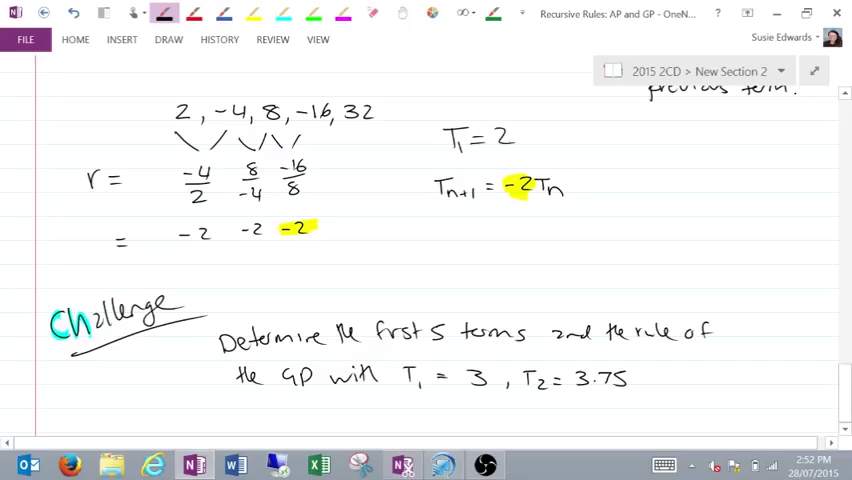 Recursive Rules: AP and GP - OneN...
FILE HOME INSERT DRAW HISTORY REVIEW VIEW
Susie Edwards
2015 2CD > New Section 2
previous term.
2, -4, 8, -16, 32
T1 = 2
r = -4/2 8/-4 -16/8
Tn+1 = -2Tn
= -2 -2 -2
Challenge
Determine the first 5 terms and the rule of
the GP with T1 = 3, T2 = 3.75
2:52 PM
28/07/2015